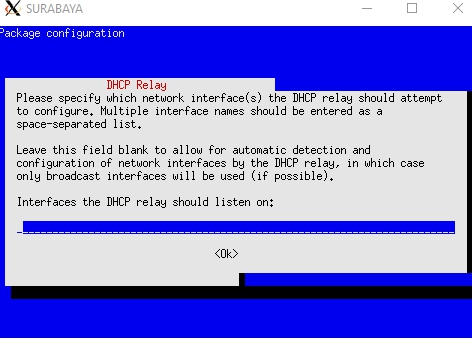 SURABAYA
Package configuration
DHCP Relay
Please specify which network interface(s) the DHCP relay should attempt
to configure. Multiple interface names should be entered as a
space-separated list.
Leave this field blank to allow for automatic detection and
configuration of network interfaces by the DHCP relay, in which case
only broadcast interfaces will be used (if possible).
Interfaces the DHCP relay should listen on:
<Ok>